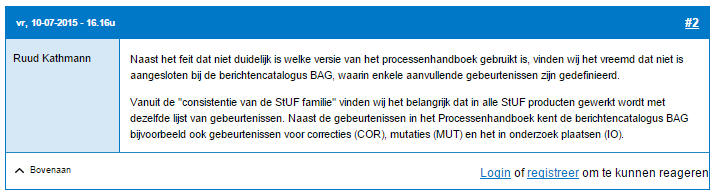 vr, 10-07-2015 - 16.16u
#2
Ruud Kathmann
Naast het feit dat niet duidelijk is welke versie van het processenhandboek gebruikt is, vinden wij het vreemd dat niet is
aangesloten bij de berichtencatalogus BAG, waarin enkele aanvullende gebeurtenissen zijn gedefinieerd.
Vanuit de "consistentie van de StUF familie" vinden wij het belangrijk dat in alle StUF producten gewerkt wordt met
dezelfde lijst van gebeurtenissen. Naast de gebeurtenissen in het Processenhandboek kent de berichtencatalogus BAG
bijvoorbeeld ook gebeurtenissen voor correcties (COR), mutaties (MUT) en het in onderzoek plaatsen (IO).
Bovenaan
Login of registreer om te kunnen reageren